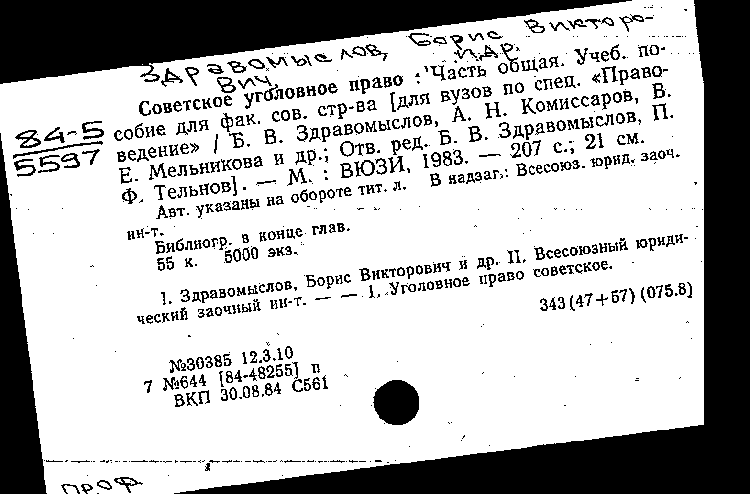 Здравомыслов, Борис Викторо-
вич. и др.
84-5
5597
Советское уголовное право : Часть общая. Учеб. по-
собие для фак. сов. стр-ва [для вузов по спец. «Право-
ведение» / Б. В. Здравомыслов, А. Н. Комиссаров, В.
Е. Мельникова и др.; Отв. ред. Б. В. Здравомыслов, П.
Ф. Тельнов]. — М. : ВЮЗИ, 1983. — 207 с.; 21 см.
Авт. указаны на обороте тит. л. В надзаг.: Всесоюз. юрид. заоч.
ин-т.
Библиогр. в конце глав.
55 к. 5000 экз.
I. Здравомыслов, Борис Викторович и др. II. Всесоюзный юриди-
ческий заочный ин-т. — — 1. Уголовное право советское.
343(47+57)(075.8)
№30385 12.3.10
7 №644 [84-48255] п
ВКП 30.08.84 С561
проф